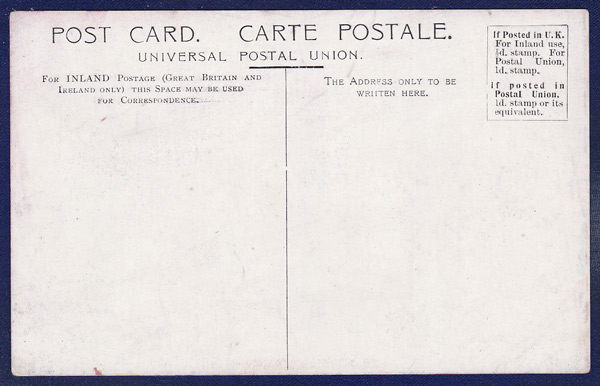 POST CARD. CARTE POSTALE.
UNIVERSAL POSTAL UNION.
FOR INLAND POSTAGE (GREAT BRITAIN AND
IRELAND ONLY) THIS SPACE MAY BE USED
FOR CORRESPONDENCE.
THE ADDRESS ONLY TO BE
WRITTEN HERE.
If Posted in U.K.
For Inland use,
½d. stamp. For
Postal Union,
1d. stamp.
If posted in
Postal Union.
1d. stamp or its
equivalent.